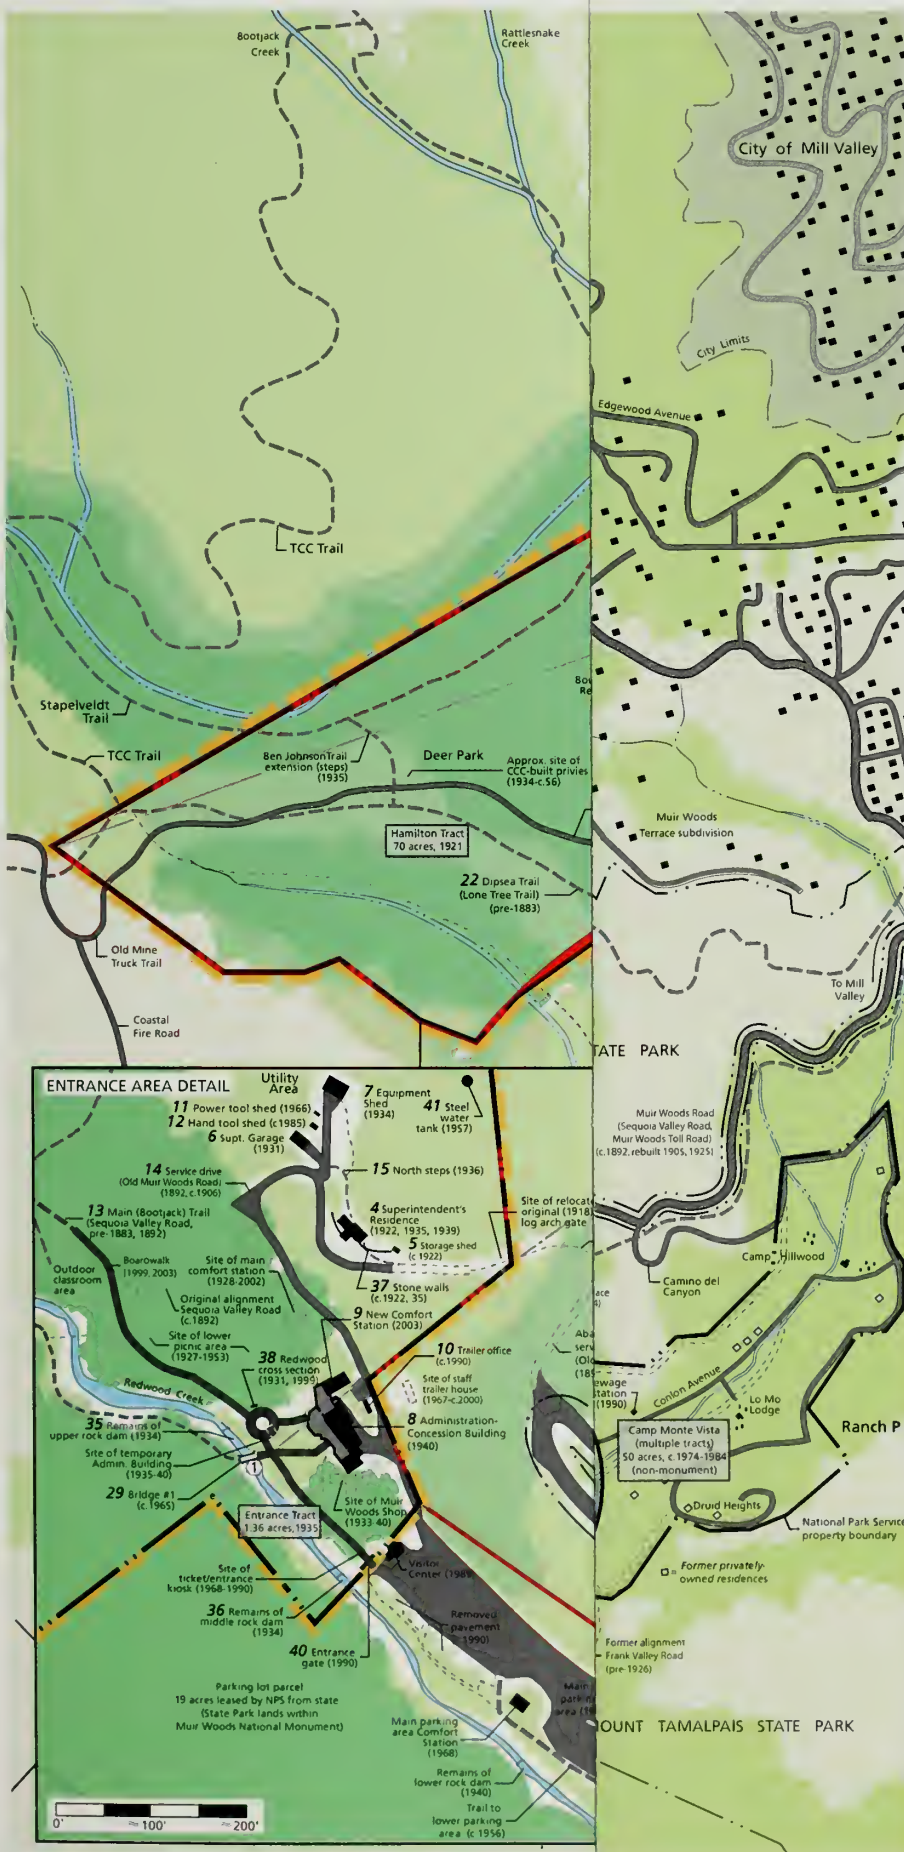 Bootjack
Creek
Rattlesnake
Creek
City of Mill Valley
City Limits
Edgewood Avenue
TCC Trail
Stapelveldt
Trail
TCC Trail
Ben Johnson Trail
extension (steps)
(1935)
Deer Park
Approx. site of
CCC-built privies
(1934-c.56)
Hamilton Tract
70 acres, 1921
Muir Woods
Terrace subdivision
22 Dipsea Trail
(Lone Tree Trail)
(pre-1883)
Old Mine
Truck Trail
Coastal
Fire Road
To Mill
Valley
TATE PARK
Muir Woods Road
(Sequoia Valley Road,
Muir Woods Toll Road)
(c.1892, rebuilt 1905, 1925)
Camp Hillwood
Camino del
Canyon
Conlon Avenue
Lo Mo
Lodge
Camp Monte Vista
(multiple tracts)
50 acres, c.1974-1984
(non-monument)
Ranch P
Druid Heights
National Park Service
property boundary
Former privately-
owned residences
Former alignment
Frank Valley Road
(pre-1926)
OUNT TAMALPAIS STATE PARK
ENTRANCE AREA DETAIL
Utility
Area
11 Power tool shed (1966)
12 Hand tool shed (c1985)
6 Supt. Garage
(1931)
7 Equipment
Shed
(1934)
41 Steel
water
tank (1957)
14 Service drive
(Old Muir Woods Road)
(1892, c.1906)
15 North steps (1936)
13 Main (Bootjack) Trail
(Sequoia Valley Road,
pre-1883, 1892)
4 Superintendent's
Residence
(1922, 1935, 1939)
5 Storage shed
(c.1922)
Site of relocate
original (1918)
log arch gate
Outdoor
classroom
area
Boarwalk
(1999, 2003)
Site of main
comfort station
(1928-2002)
37 Stone walls
(c.1922, 35)
Original alignment
Sequoia Valley Road
(c.1892)
9 New Comfort
Station (2003)
Site of lower
picnic area
(1927-1953)
38 Redwood
cross section
(1931, 1999)
10 Trailer office
(c.1990)
Site of staff
trailer house
(1967-c.2000)
Redwood Creek
35 Remains of
upper rock dam (1934)
8 Administration-
Concession Building
(1940)
Site of temporary
Admin. Building
(1935-40)
29 Bridge #1
(c.1965)
1
Entrance Tract
1.36 acres, 1935
Site of Muir
Woods Shop
(1933-40)
Site of
ticket/entrance
kiosk (1968-1990)
Visitor
Center (1989
36 Remains of
middle rock dam
(1934)
40 Entrance
gate (1990)
Removed
pavement
1990)
Parking lot parcel
19 acres leased by NPS from state
(State Park lands within
Muir Woods National Monument)
Main parking
area Comfort
Station
(1968)
Remains of
lower rock dam
(1940)
Trail to
lower parking
area (c 1956)
0'
100'
200'